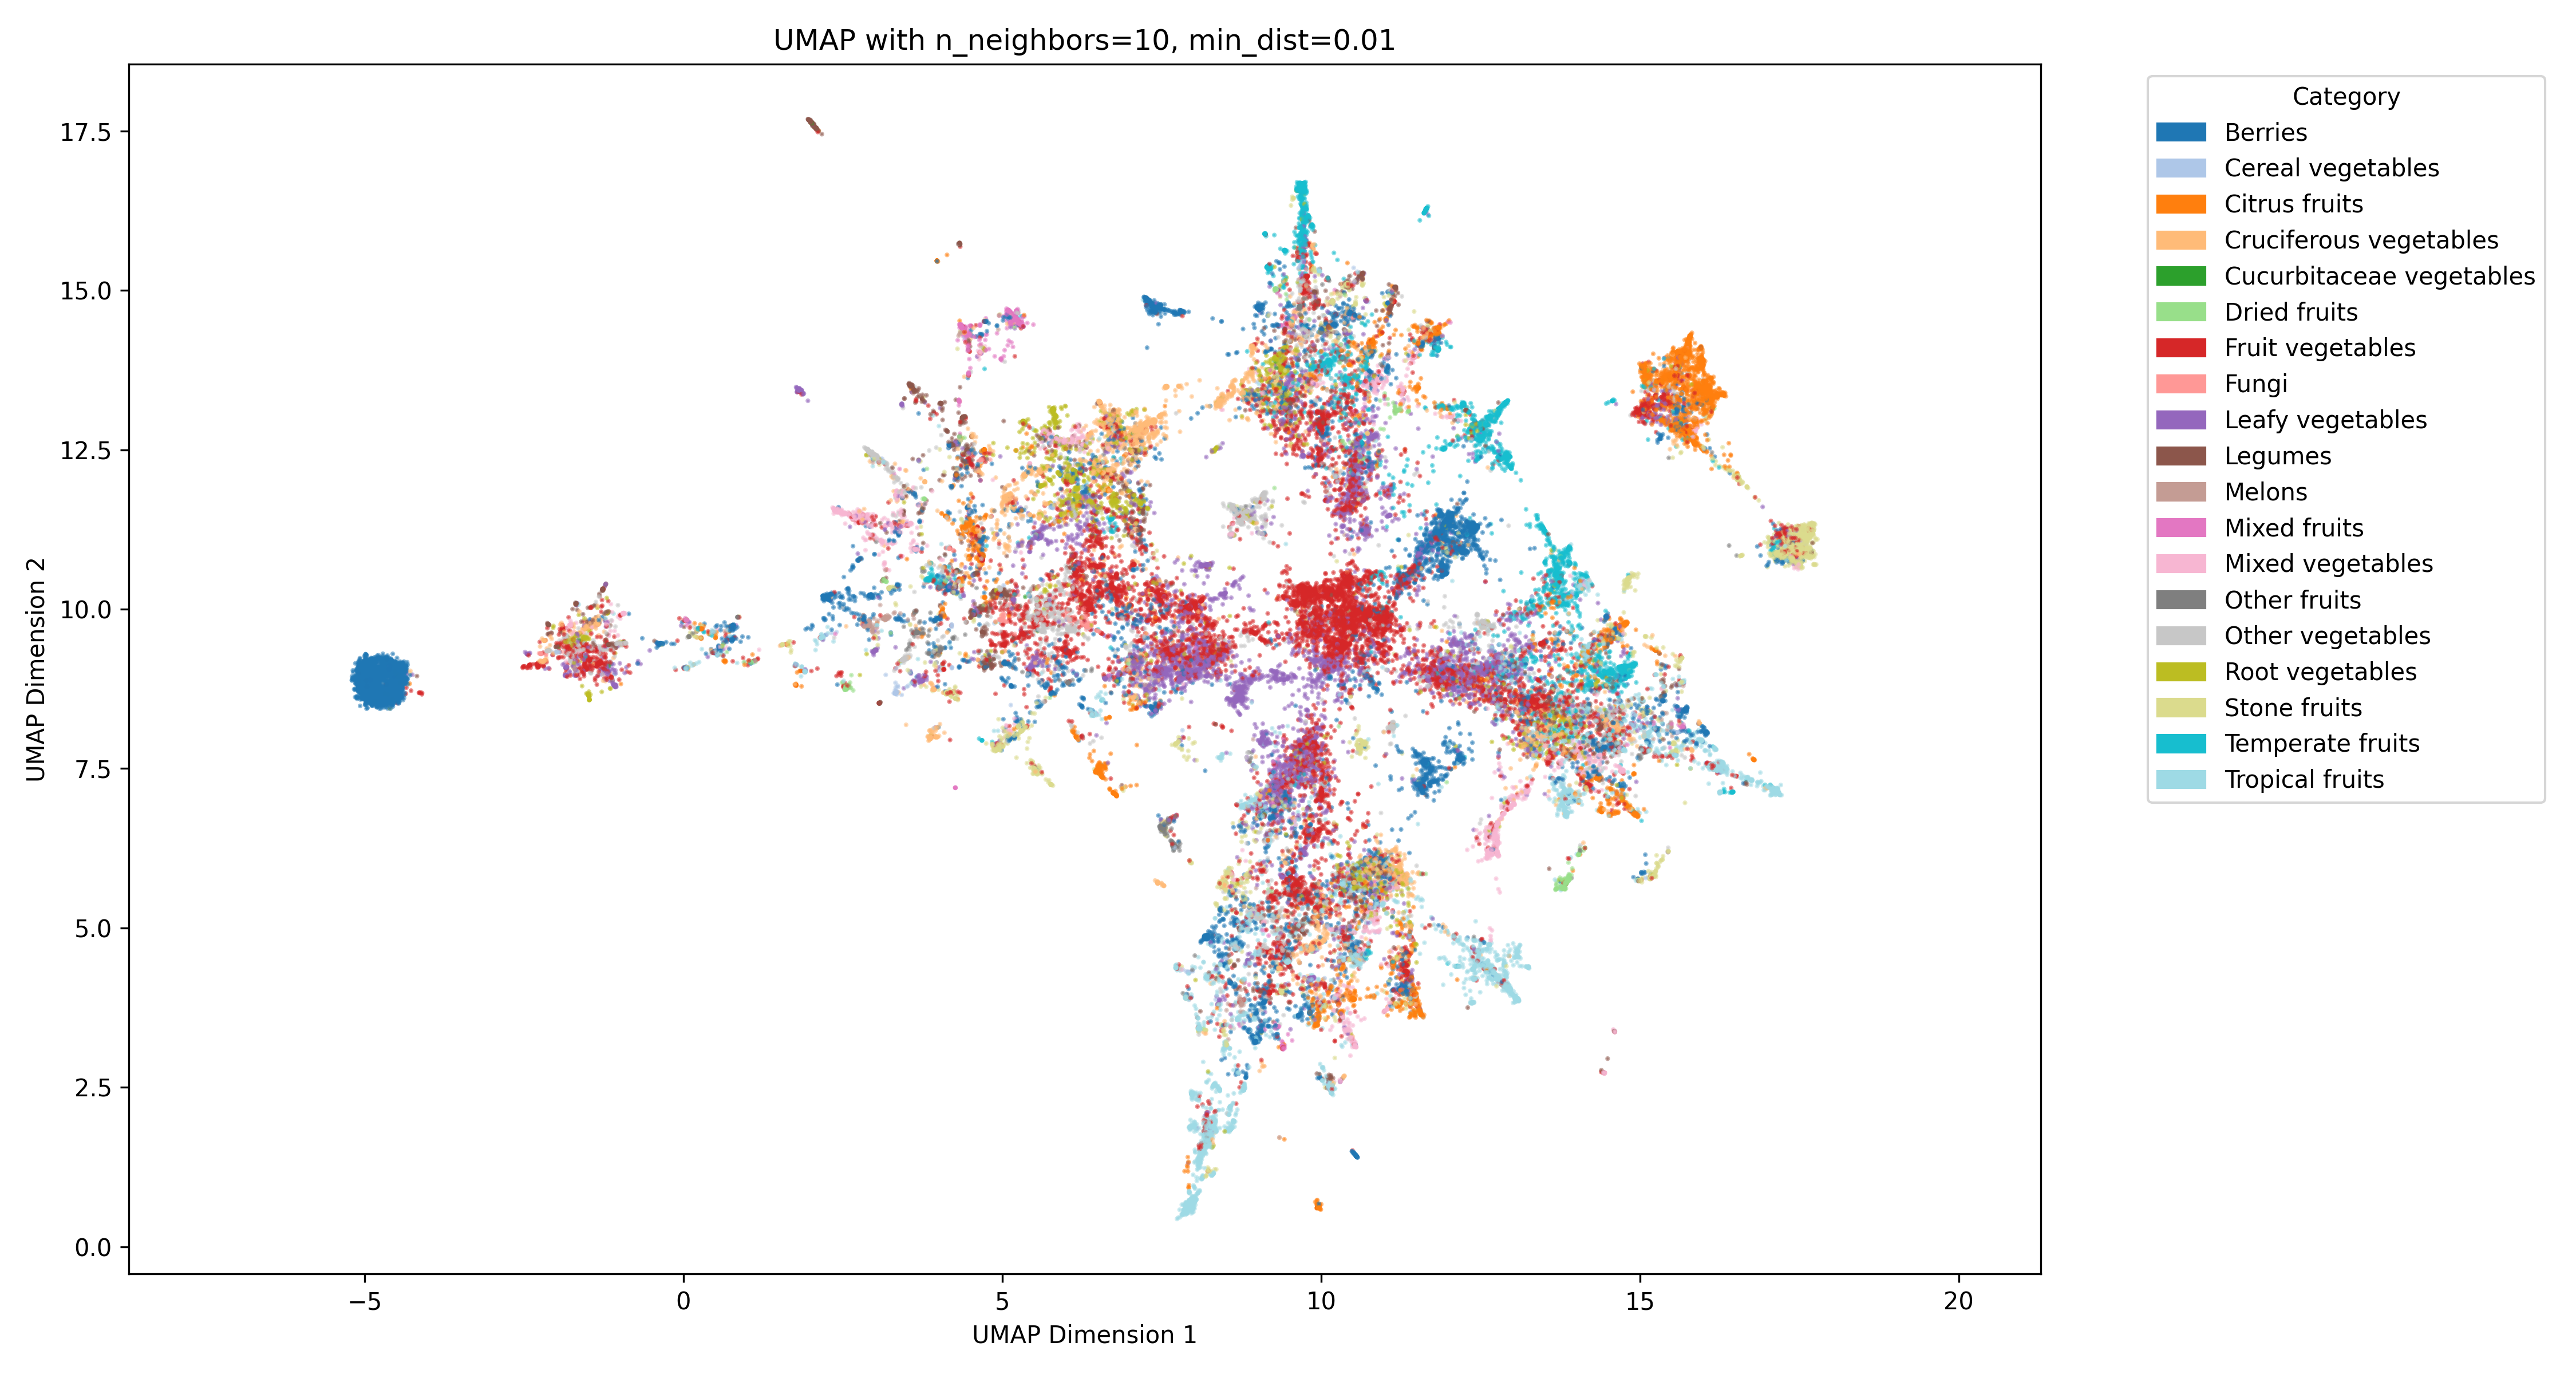 UMAP with n_neighbors=10, min_dist=0.01
17.5
15.0
12.5
10.0
7.5
5.0
2.5
0.0
UMAP Dimension 2
−5
0
5
10
15
20
UMAP Dimension 1
Category
Berries
Cereal vegetables
Citrus fruits
Cruciferous vegetables
Cucurbitaceae vegetables
Dried fruits
Fruit vegetables
Fungi
Leafy vegetables
Legumes
Melons
Mixed fruits
Mixed vegetables
Other fruits
Other vegetables
Root vegetables
Stone fruits
Temperate fruits
Tropical fruits